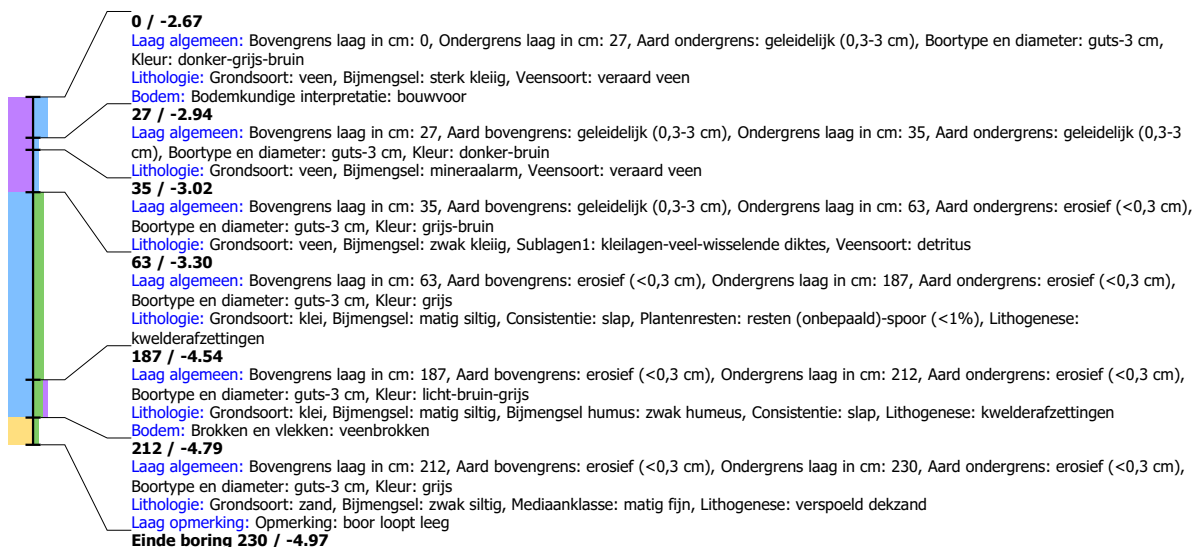 0 / -2.67
Laag algemeen: Bovengrens laag in cm: 0, Ondergrens laag in cm: 27, Aard ondergrens: geleidelijk (0,3-3 cm), Boortype en diameter: guts-3 cm,
Kleur: donker-grijs-bruin
Lithologie: Grondsoort: veen, Bijmengsel: sterk kleiig, Veensoort: veraard veen
Bodem: Bodemkundige interpretatie: bouwvoor
27 / -2.94
Laag algemeen: Bovengrens laag in cm: 27, Aard bovengrens: geleidelijk (0,3-3 cm), Ondergrens laag in cm: 35, Aard ondergrens: geleidelijk (0,3-3
cm), Boortype en diameter: guts-3 cm, Kleur: donker-bruin
Lithologie: Grondsoort: veen, Bijmengsel: mineraalarm, Veensoort: veraard veen
35 / -3.02
Laag algemeen: Bovengrens laag in cm: 35, Aard bovengrens: geleidelijk (0,3-3 cm), Ondergrens laag in cm: 63, Aard ondergrens: erosief (<0,3 cm),
Boortype en diameter: guts-3 cm, Kleur: grijs-bruin
Lithologie: Grondsoort: veen, Bijmengsel: zwak kleiig, Sublagen1: kleilagen-veel-wisselende diktes, Veensoort: detritus
63 / -3.30
Laag algemeen: Bovengrens laag in cm: 63, Aard bovengrens: erosief (<0,3 cm), Ondergrens laag in cm: 187, Aard ondergrens: erosief (<0,3 cm),
Boortype en diameter: guts-3 cm, Kleur: grijs
Lithologie: Grondsoort: klei, Bijmengsel: matig siltig, Consistentie: slap, Plantenresten: resten (onbepaald)-spoor (<1%), Lithogenese:
kwelderafzettingen
187 / -4.54
Laag algemeen: Bovengrens laag in cm: 187, Aard bovengrens: erosief (<0,3 cm), Ondergrens laag in cm: 212, Aard ondergrens: erosief (<0,3 cm),
Boortype en diameter: guts-3 cm, Kleur: licht-bruin-grijs
Lithologie: Grondsoort: klei, Bijmengsel: matig siltig, Bijmengsel humus: zwak humeus, Consistentie: slap, Lithogenese: kwelderafzettingen
Bodem: Brokken en vlekken: veenbrokken
212 / -4.79
Laag algemeen: Bovengrens laag in cm: 212, Aard bovengrens: erosief (<0,3 cm), Ondergrens laag in cm: 230, Aard ondergrens: erosief (<0,3 cm),
Boortype en diameter: guts-3 cm, Kleur: grijs
Lithologie: Grondsoort: zand, Bijmengsel: zwak siltig, Mediaanklasse: matig fijn, Lithogenese: verspoeld dekzand
Laag opmerking: Opmerking: boor loopt leeg
Einde boring 230 / -4.97